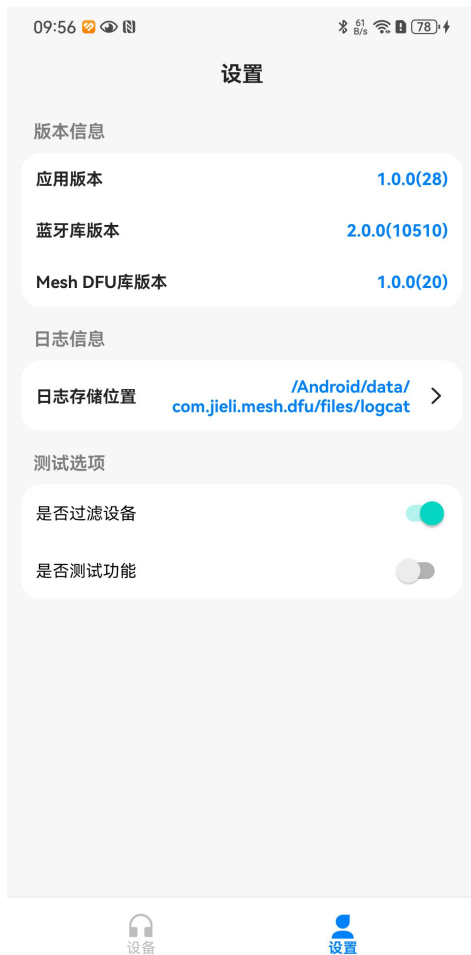 09:56
61
B/s
78
设置
版本信息
应用版本 1.0.0(28)
蓝牙库版本 2.0.0(10510)
Mesh DFU库版本 1.0.0(20)
日志信息
日志存储位置 /Android/data/
com.jieli.mesh.dfu/files/logcat
测试选项
是否过滤设备
是否测试功能
设备
设置